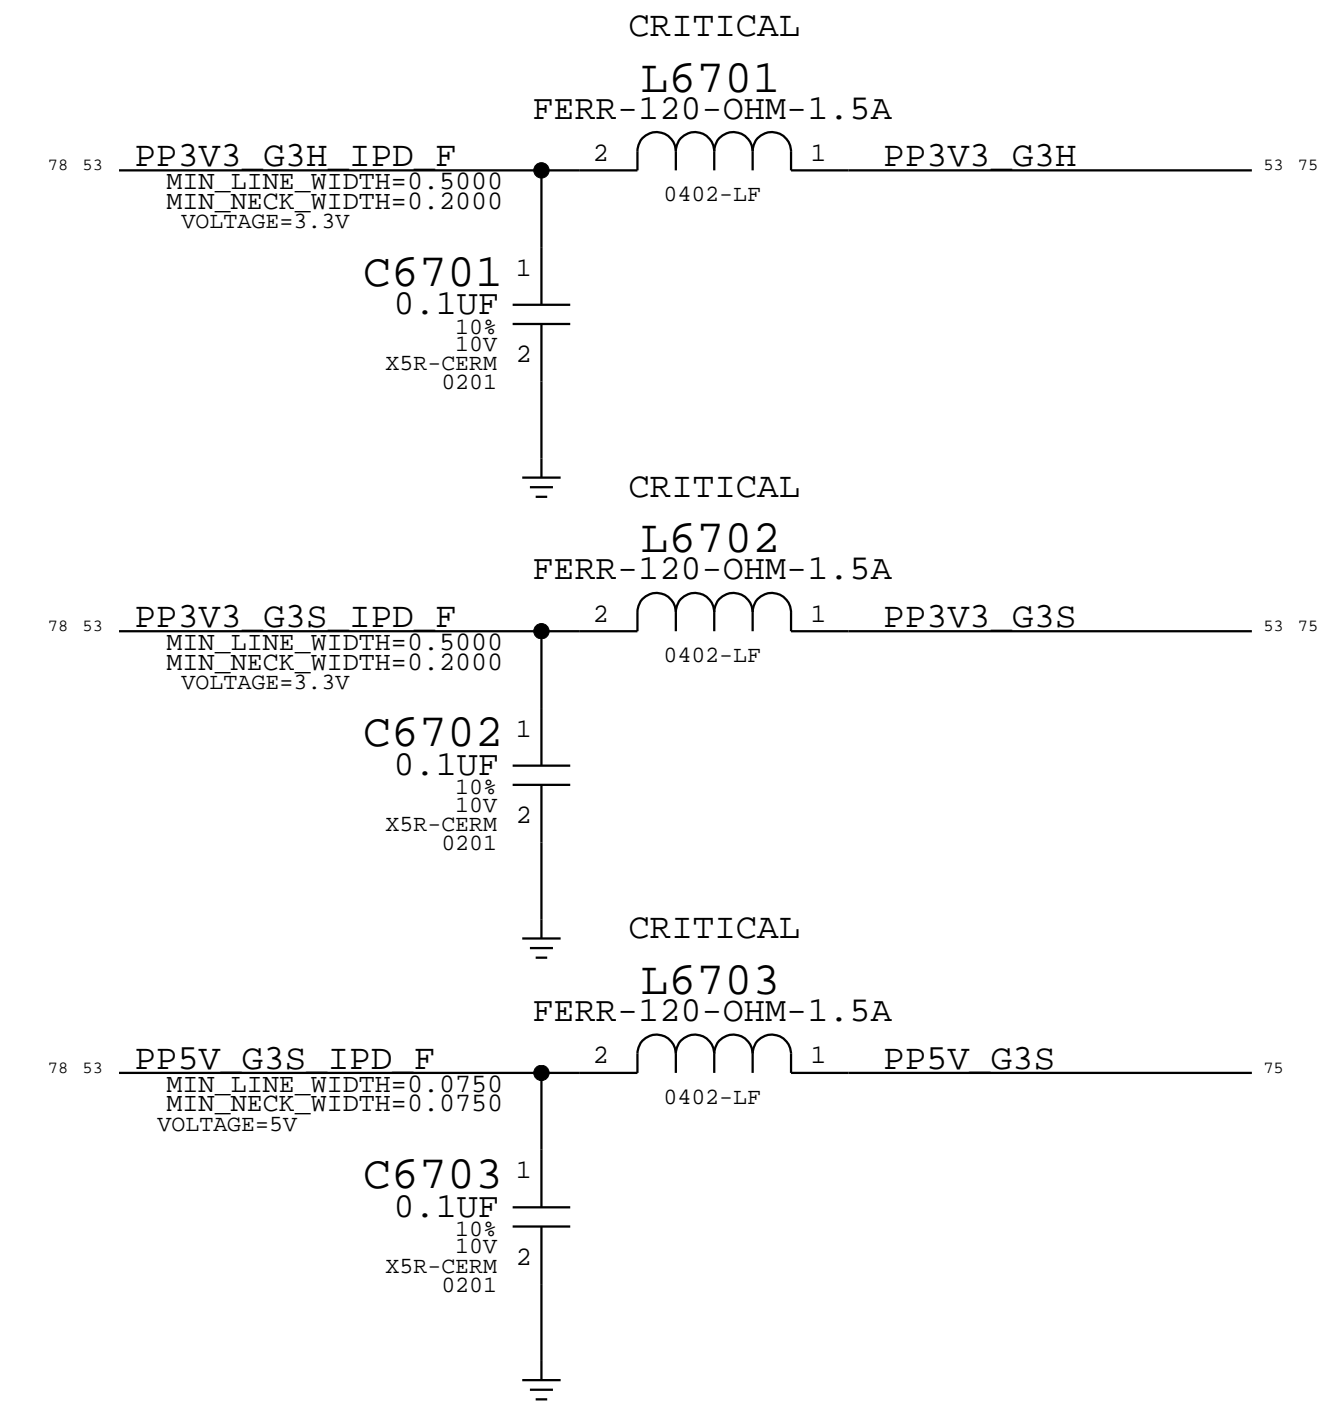 CRITICAL
L6701
FERR-120-OHM-1.5A
78 53 PP3V3_G3H_IPD_F 2 1 PP3V3_G3H 53 75
MIN_LINE_WIDTH=0.5000
0402-LF
MIN_NECK_WIDTH=0.2000
VOLTAGE=3.3V
C6701 1
0.1UF
10%
10V
2
X5R-CERM
0201
CRITICAL
L6702
FERR-120-OHM-1.5A
78 53 PP3V3_G3S_IPD_F 2 1 PP3V3_G3S 53 75
MIN_LINE_WIDTH=0.5000
0402-LF
MIN_NECK_WIDTH=0.2000
VOLTAGE=3.3V
C6702 1
0.1UF
10%
10V
2
X5R-CERM
0201
CRITICAL
L6703
FERR-120-OHM-1.5A
78 53 PP5V_G3S_IPD_F 2 1 PP5V_G3S 75
MIN_LINE_WIDTH=0.0750
0402-LF
MIN_NECK_WIDTH=0.0750
VOLTAGE=5V
C6703 1
0.1UF
10%
10V
2
X5R-CERM
0201